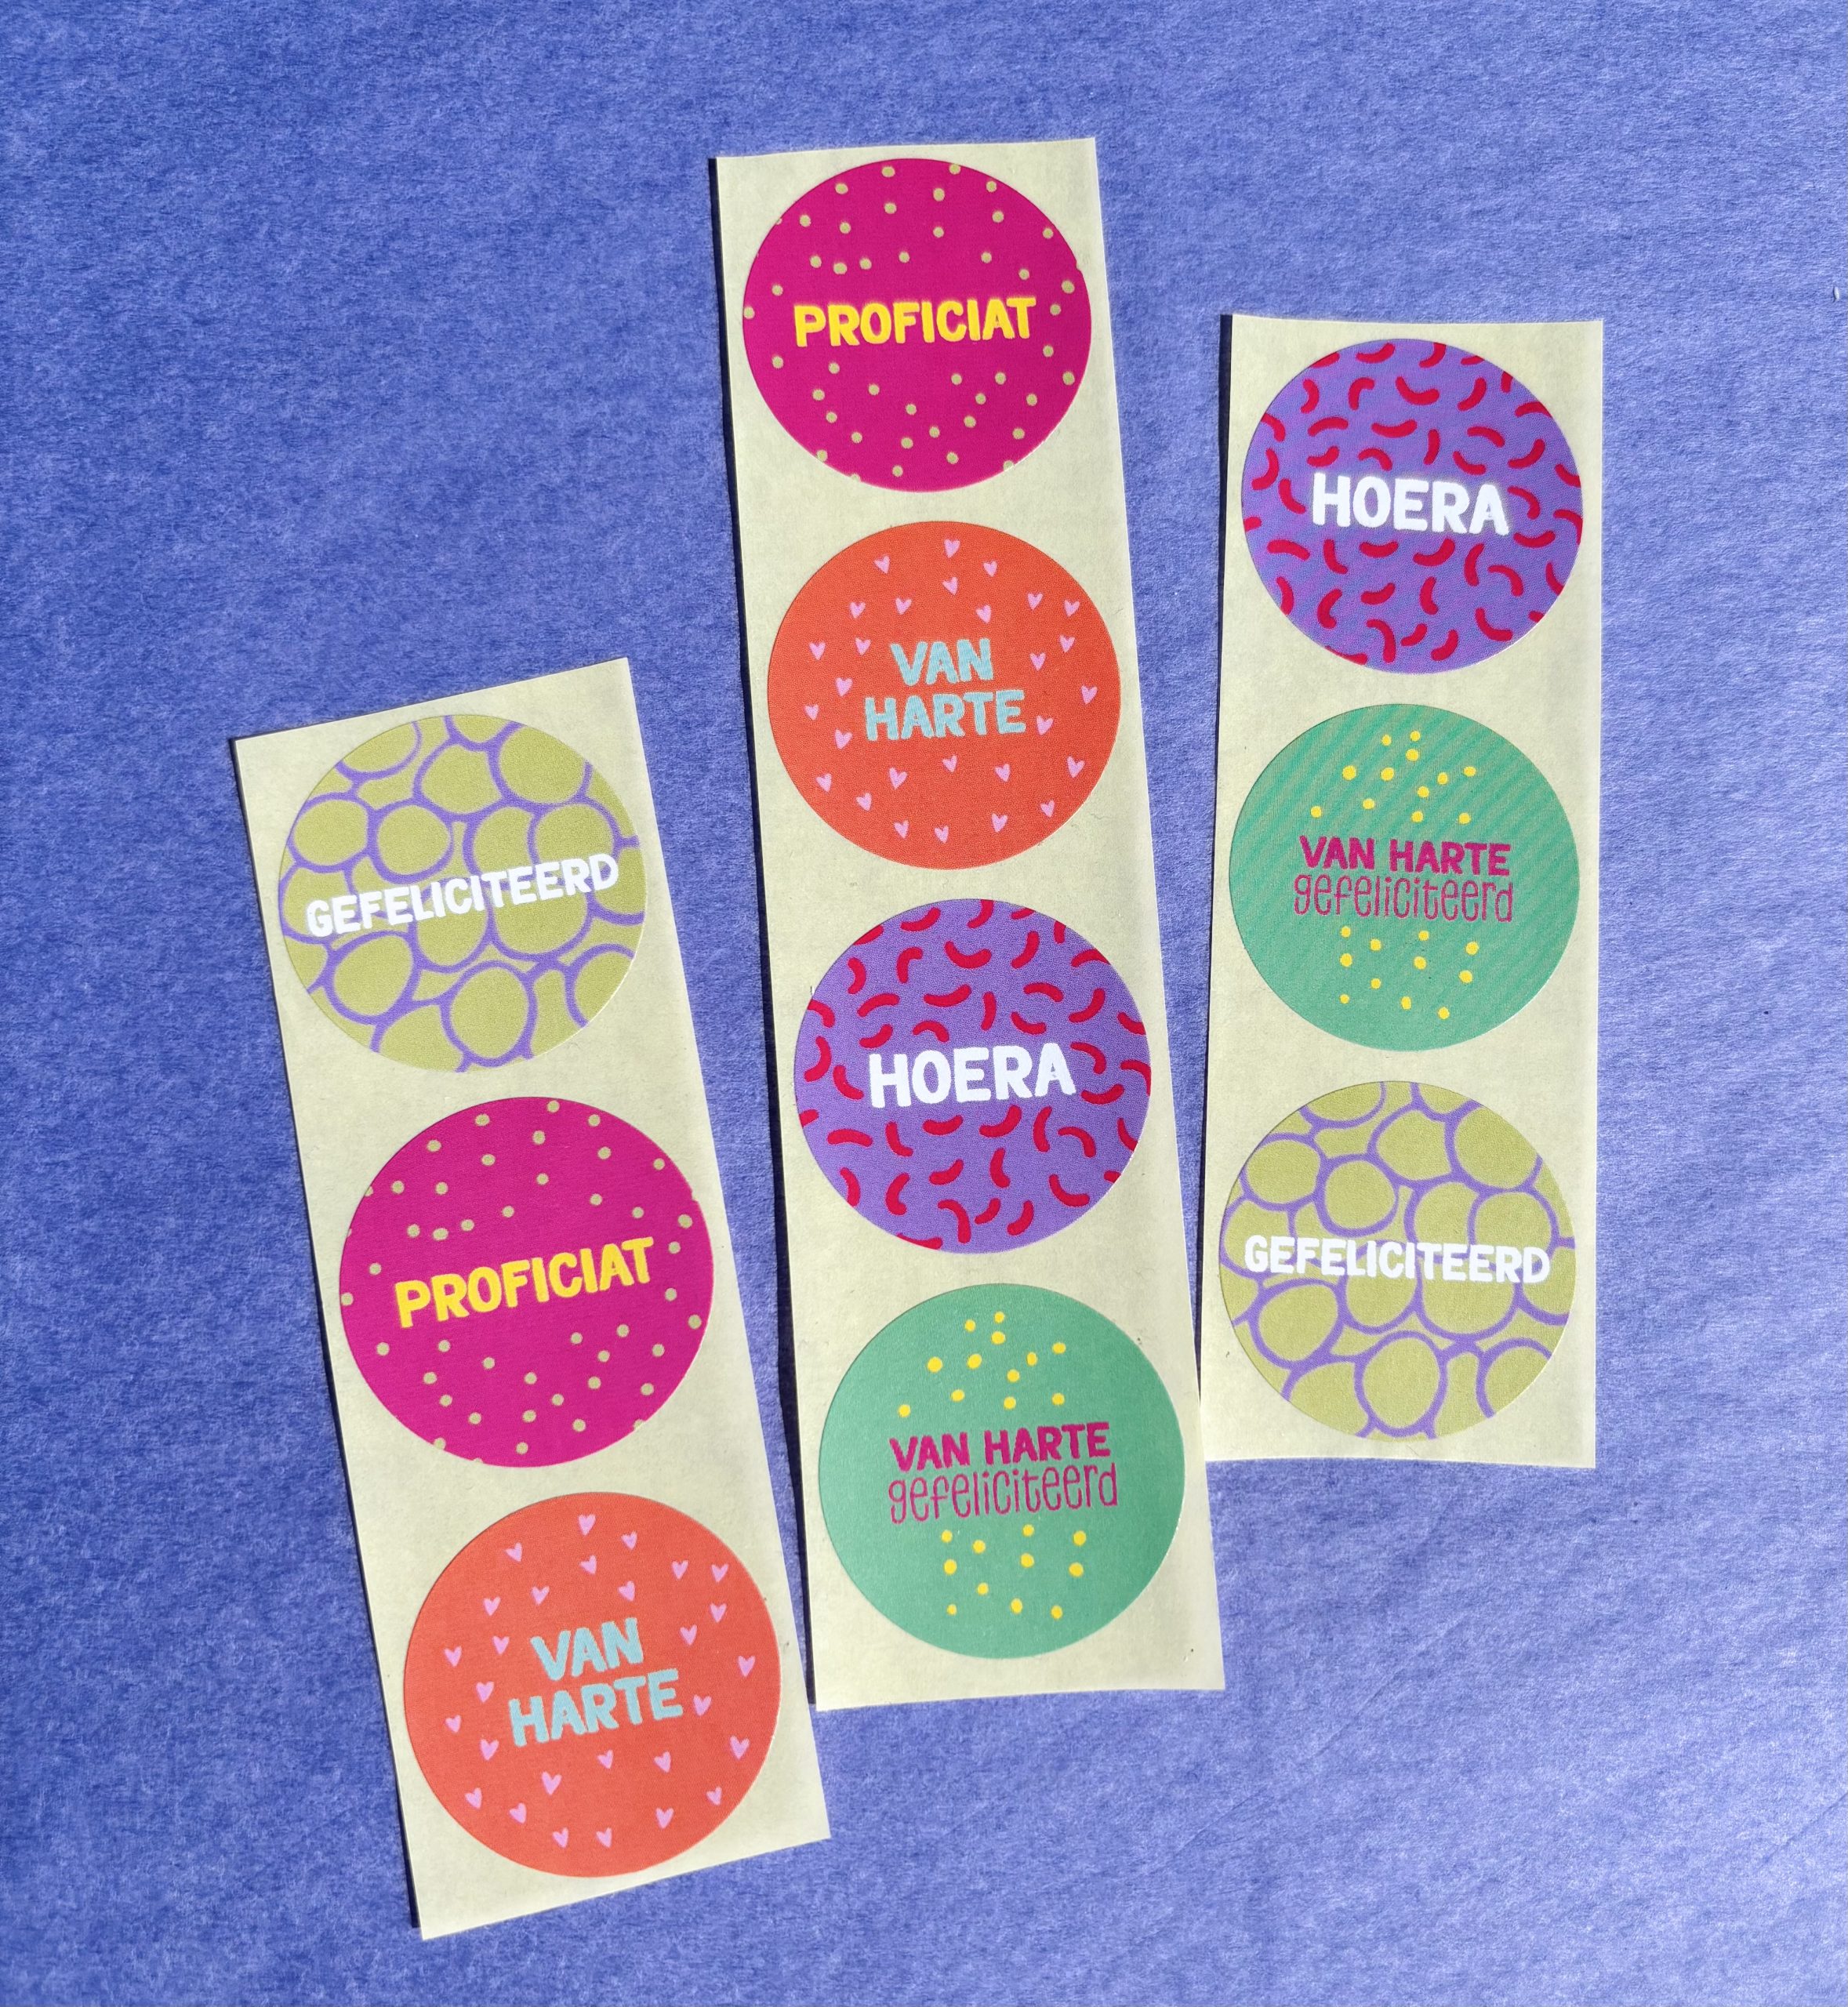 GEFELICITEERD
PROFICIAT
VAN
HARTE
PROFICIAT
VAN
HARTE
HOERA
VAN HARTE
gefeliciteerd
HOERA
VAN HARTE
gefeliciteerd
GEFELICITEERD